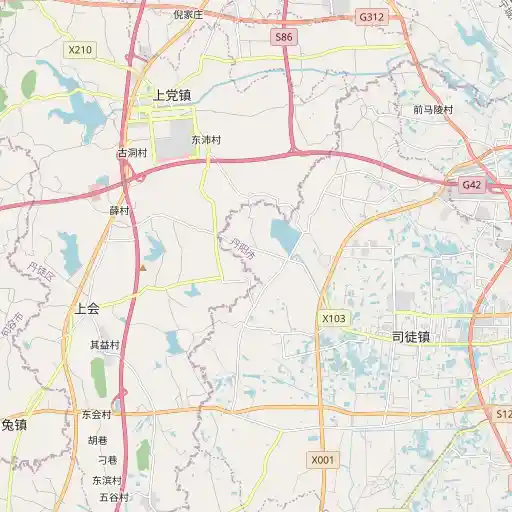 倪家庄
G312
S86
X210
上党镇
前马陵村
东沛村
古洞村
G42
薛村
丹阳市
丹徒区
上会
句容市
X103
司徒镇
其益村
东会村
S12
兔镇
胡巷
刁巷
X001
东滨村
五谷村